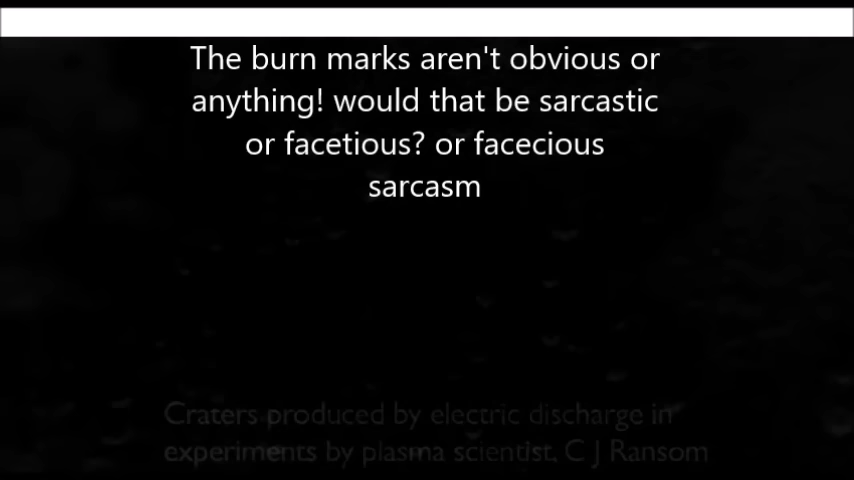 The burn marks aren't obvious or
anything! would that be sarcastic
or facetious? or facecious
sarcasm
Craters produced by electric discharge in
experiments by plasma scientist, C J Ransom